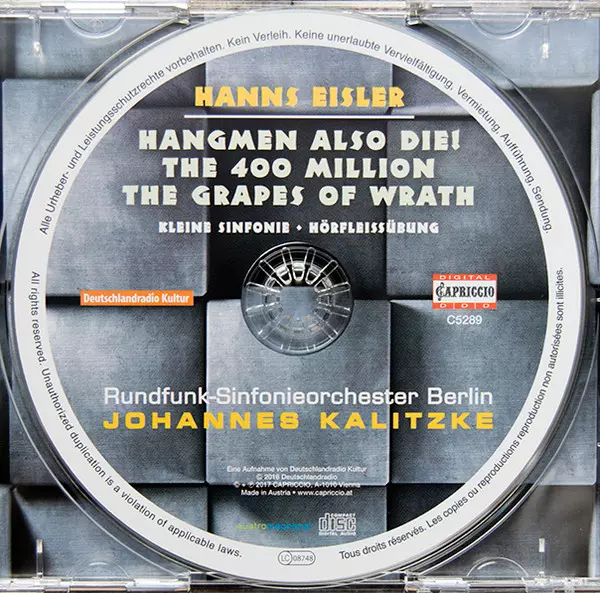 Alle Urheber- und Leistungsschutzrechte vorbehalten. Kein Verleih. Keine unerlaubte Vervielfältigung, Vermietung, Aufführung, Sendung.
HANNS EISLER
HANGMEN ALSO DIE!
THE 400 MILLION
THE GRAPES OF WRATH
KLEINE SINFONIE • HÖRFLEISSÜBUNG
Deutschlandradio Kultur
DIGITAL
CAPRICCIO
DDD
C5289
Rundfunk-Sinfonieorchester Berlin
JOHANNES KALITZKE
Eine Aufnahme von Deutschlandradio Kultur
© 2016 Deutschlandradio
© + ℗ 2017 CAPRICCIO, A-1010 Vienna
Made in Austria • www.capriccio.at
COMPACT
disc
DIGITAL AUDIO
LC 08748
All rights reserved. Unauthorized duplication is a violation of applicable laws.
Tous droits réservés. Les copies ou reproductions reproduction non autorisées sont illicites.